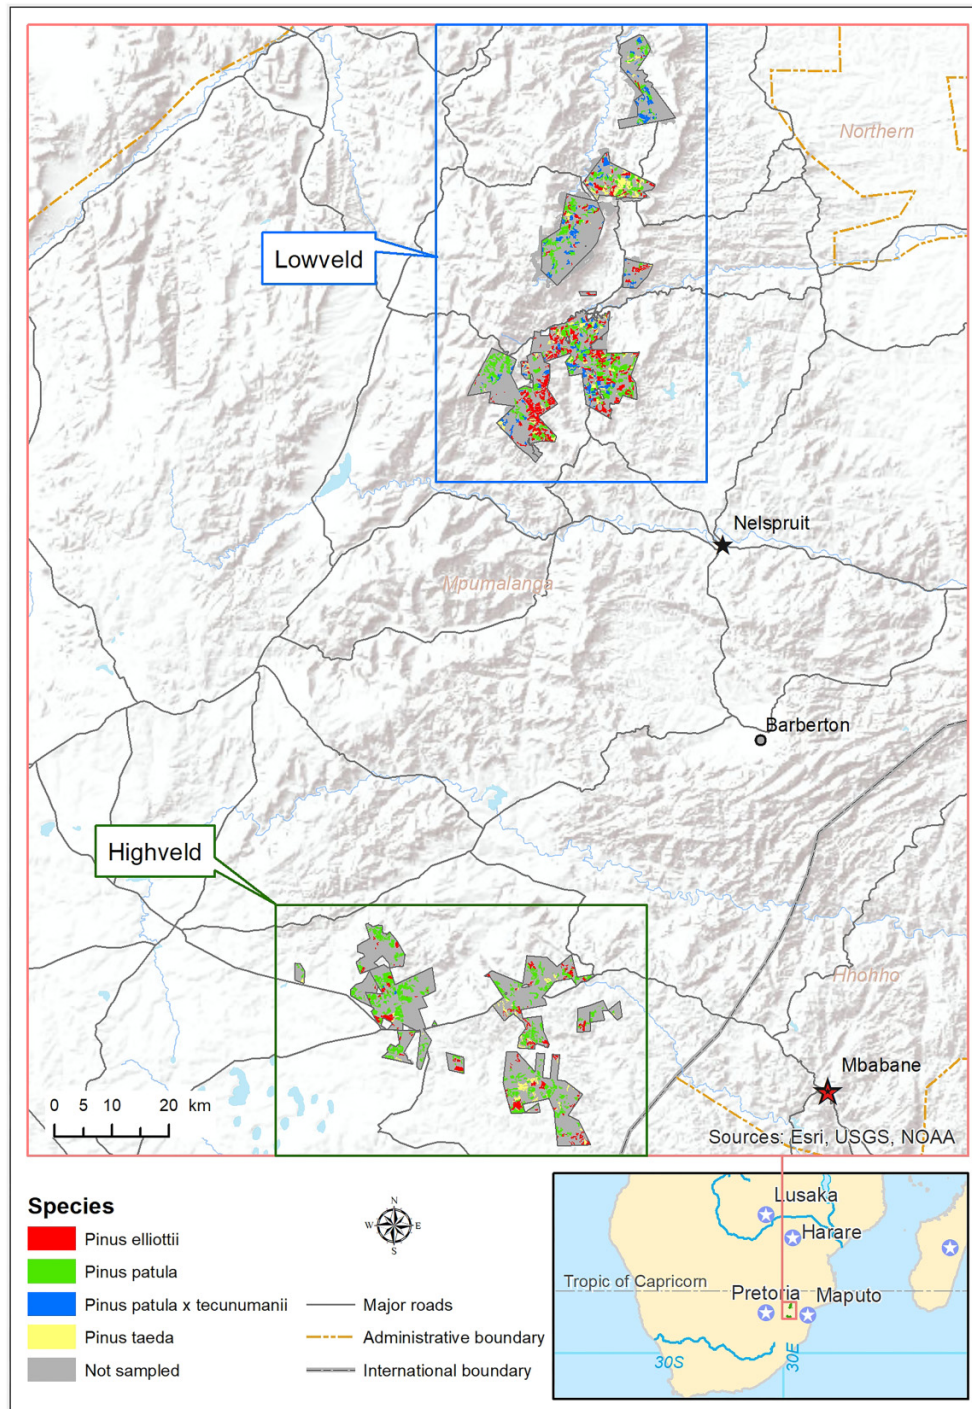 Northern
Lowveld
Nelspruit
Mpumalanga
Barberton
Highveld
Hhohho
Mbabane
0 5 10 20 km
Sources: Esri, USGS, NOAA
Species
Pinus elliottii
Pinus patula
Pinus patula x tecunumanii
Pinus taeda
Not sampled
N
W E
S
Major roads
Administrative boundary
International boundary
Lusaka
Harare
Tropic of Capricorn
Pretoria
Maputo
30S
30E